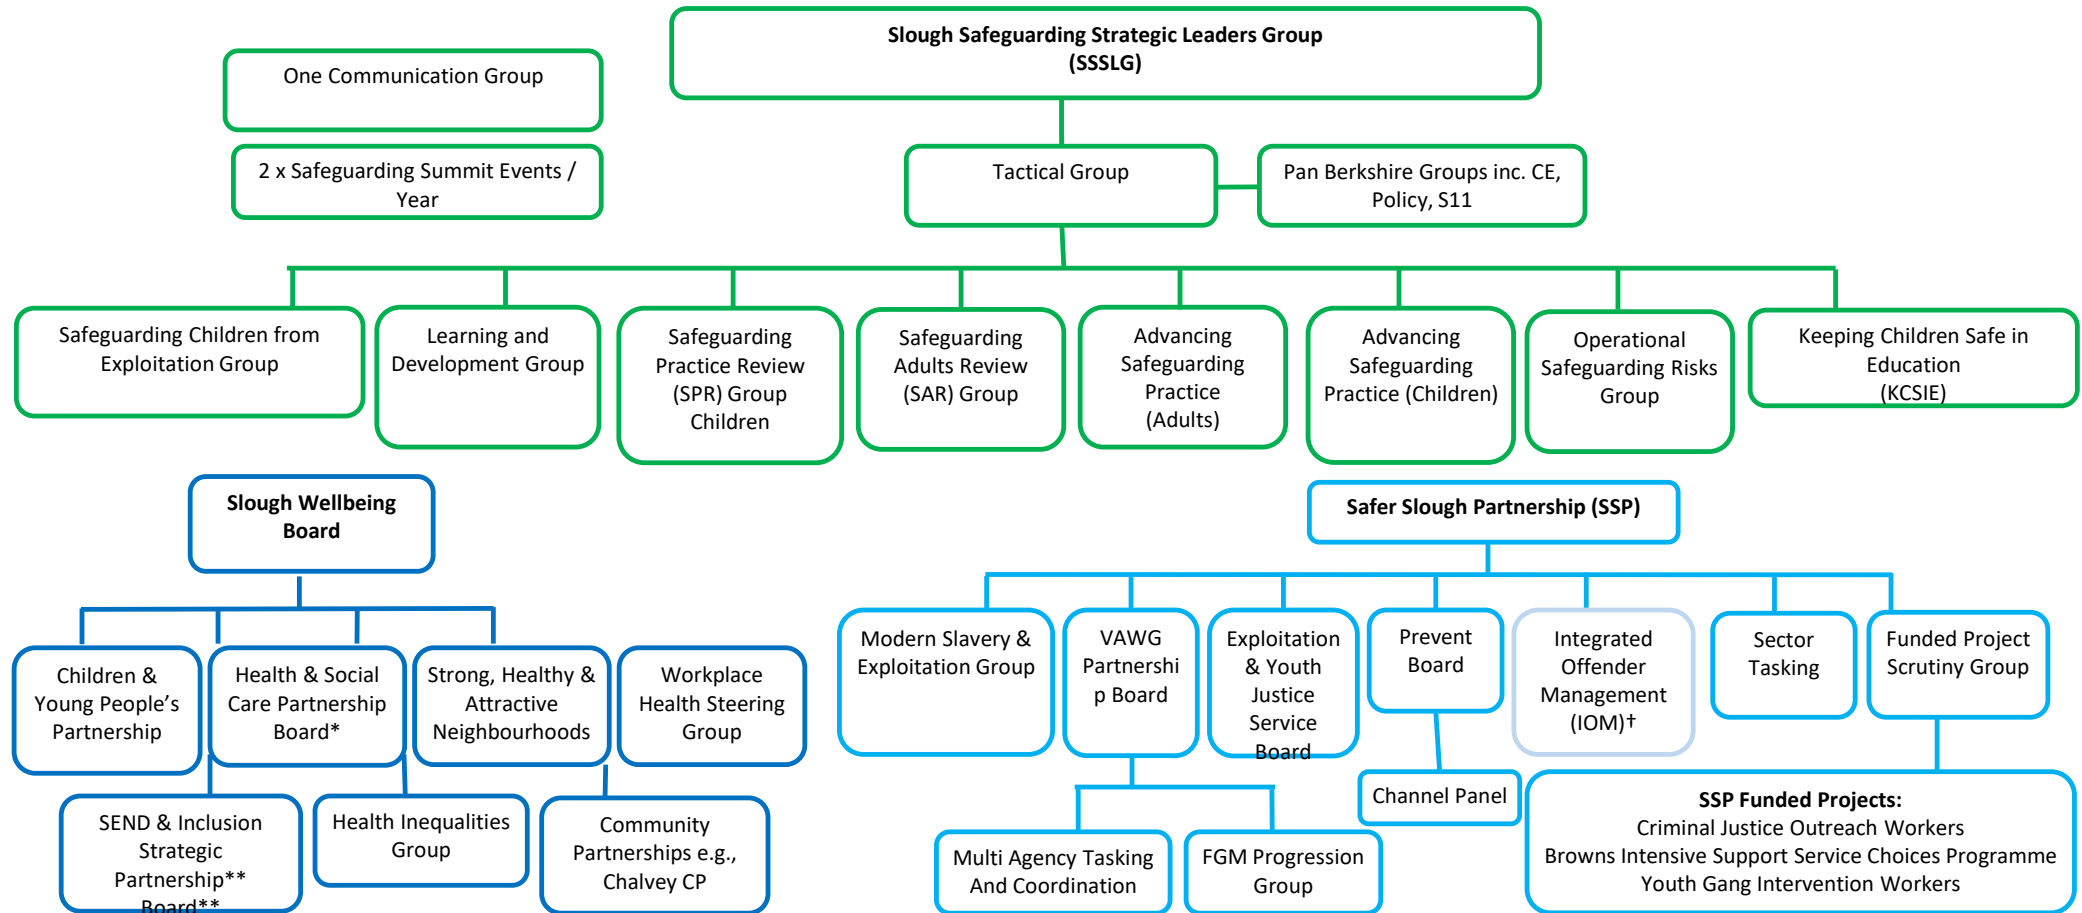 Slough Safeguarding Strategic Leaders Group
(SSSLG)
One Communication Group
2 x Safeguarding Summit Events /
Year
Tactical Group
Pan Berkshire Groups inc. CE,
Policy, S11
Safeguarding Children from
Exploitation Group
Learning and
Development Group
Safeguarding
Practice Review
(SPR) Group
Children
Safeguarding
Adults Review
(SAR) Group
Advancing
Safeguarding
Practice
(Adults)
Advancing
Safeguarding
Practice (Children)
Operational
Safeguarding Risks
Group
Keeping Children Safe in
Education
(KCSIE)
Slough Wellbeing
Board
Children &
Young People’s
Partnership
Health & Social
Care Partnership
Board*
Strong, Healthy &
Attractive
Neighbourhoods
Workplace
Health Steering
Group
SEND & Inclusion
Strategic
Partnership**
Board**
Health Inequalities
Group
Community
Partnerships e.g.,
Chalvey CP
Safer Slough Partnership (SSP)
Modern Slavery &
Exploitation Group
VAWG
Partnershi
p Board
Exploitation
& Youth
Justice
Service
Board
Prevent
Board
Integrated
Offender
Management
(IOM)†
Sector
Tasking
Funded Project
Scrutiny Group
Multi Agency Tasking
And Coordination
FGM Progression
Group
Channel Panel
SSP Funded Projects:
Criminal Justice Outreach Workers
Browns Intensive Support Service Choices Programme
Youth Gang Intervention Workers